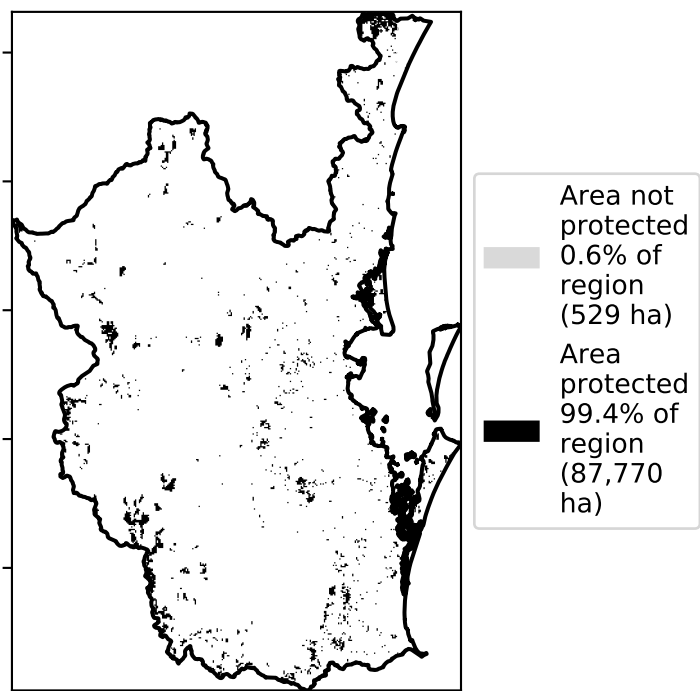 Area not
protected
0.6% of
region
(529 ha)
Area
protected
99.4% of
region
(87,770
ha)